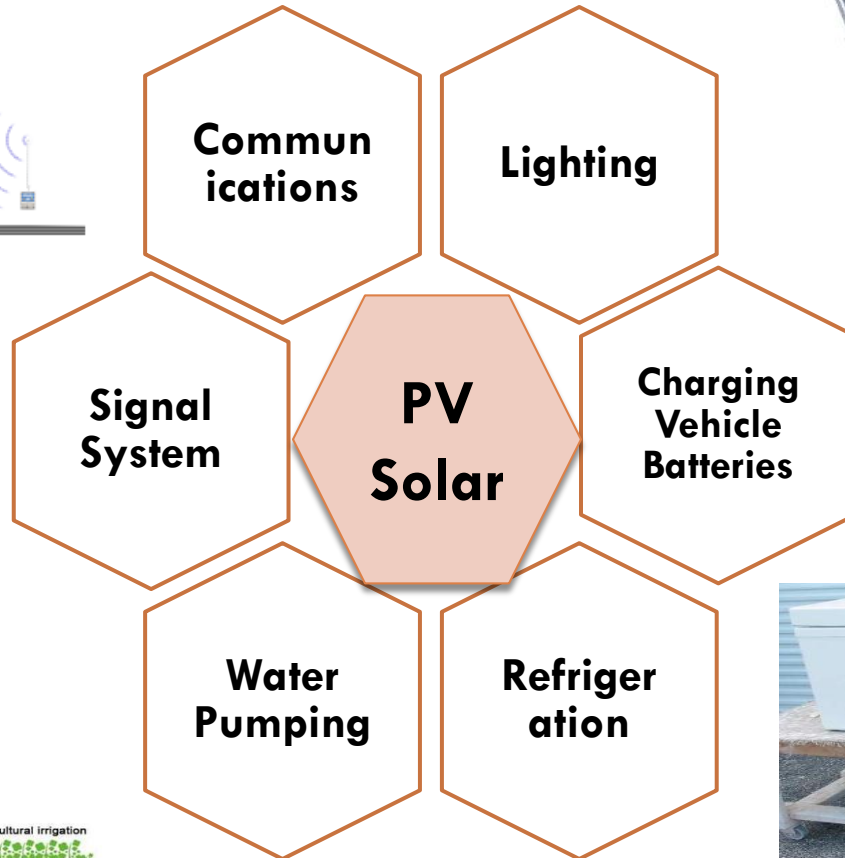 Commun
ications
Lighting
Signal
System
PV
Solar
Charging
Vehicle
Batteries
Water
Pumping
Refriger
ation
ultural irrigation